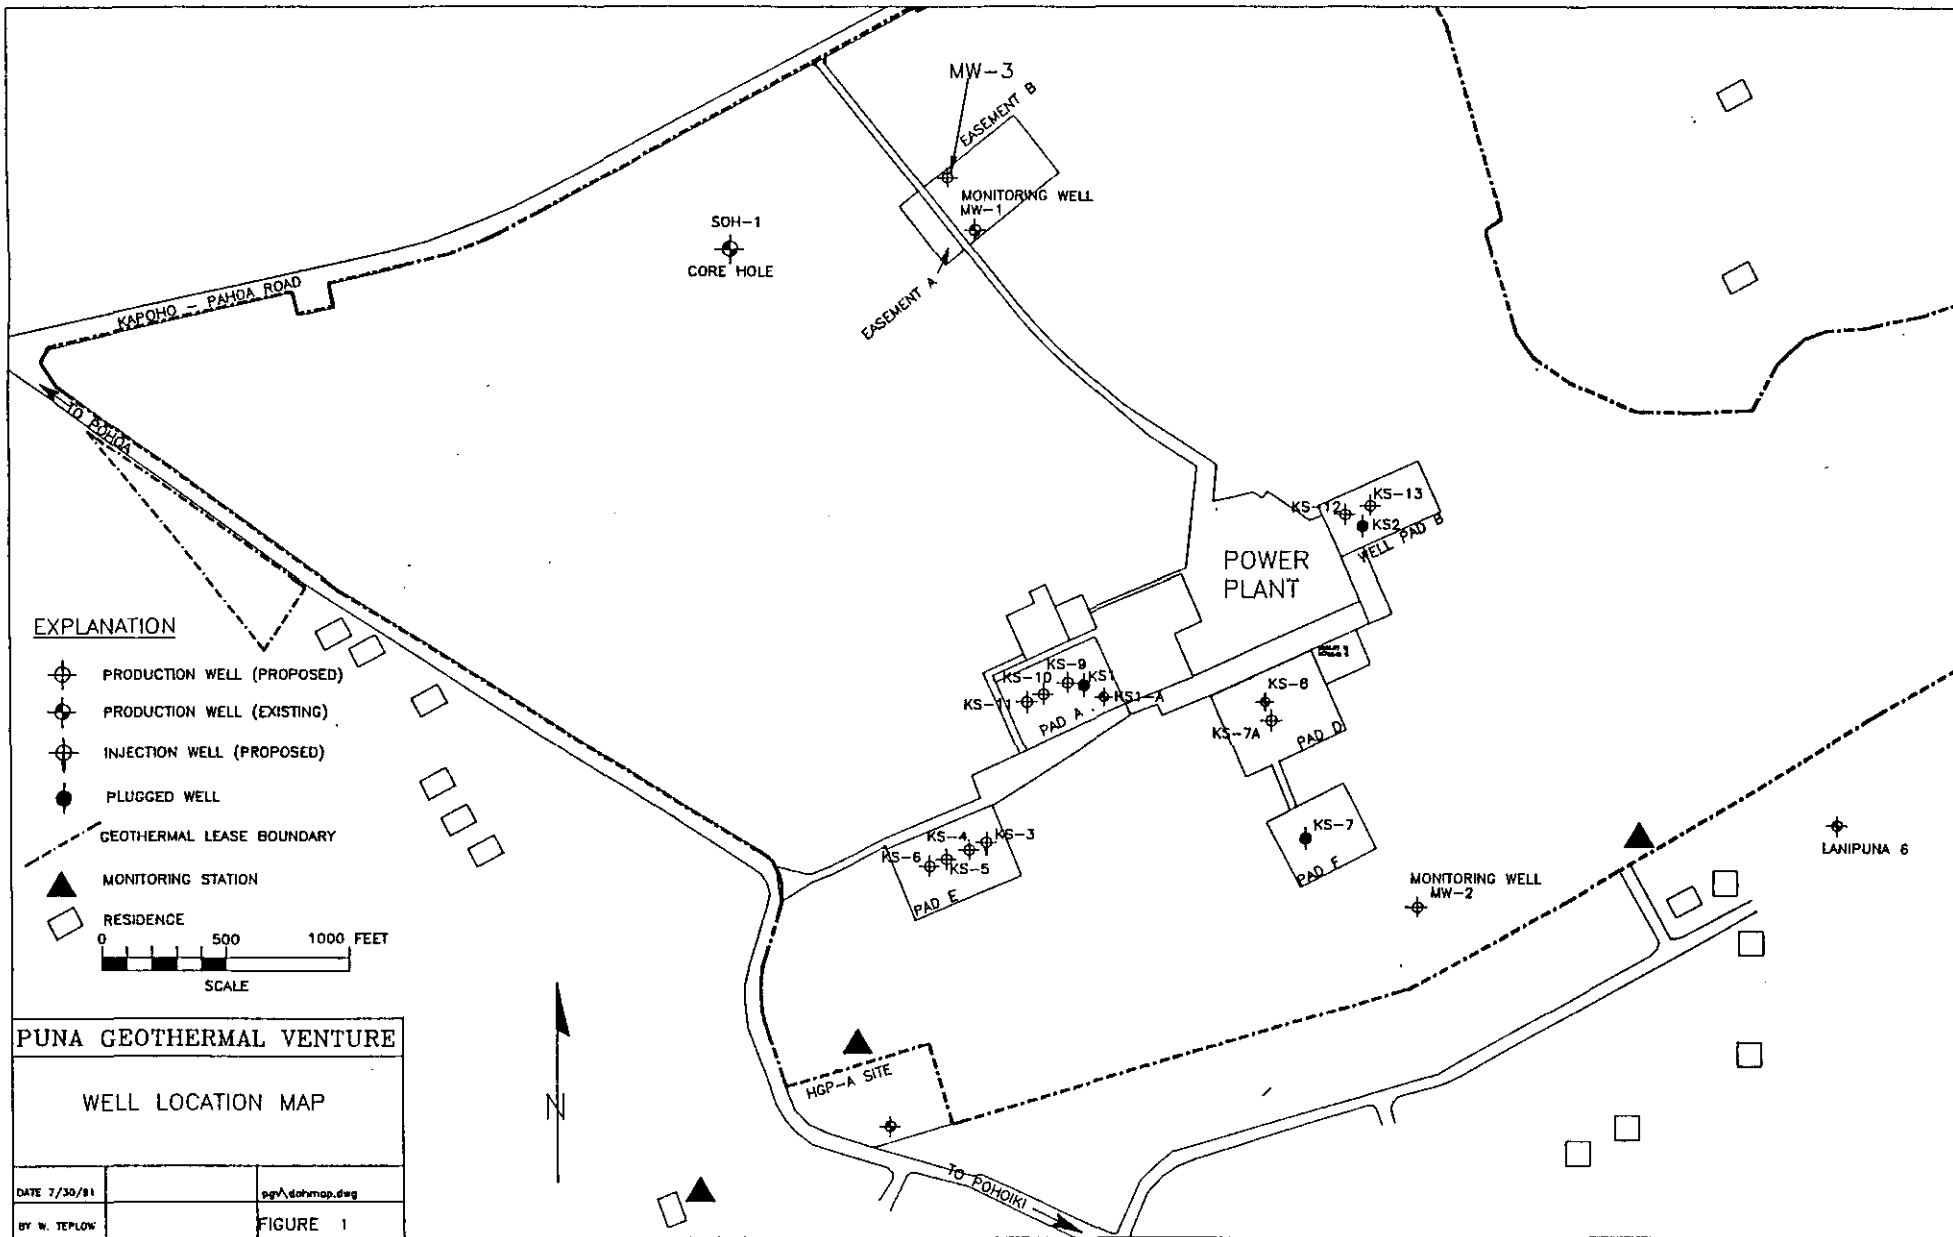 MW-3
EASEMENT B
MONITORING WELL
MW-1
SOH-1
CORE HOLE
EASEMENT A
KAPOHO - PAHOA ROAD
TO POHOA
KS-12
KS-13
KS2
WELL PAD B
POWER
PLANT
KS-9
KS-10
KS1
KS-11
KS1-A
PAD A
KS-8
KS-7A
PAD D
KS-7
PAD F
KS-4
KS-3
KS-6
KS-5
PAD E
MONITORING WELL
MW-2
LANIPUNA 6
HGP-A SITE
TO POHOIKI
N
EXPLANATION
PRODUCTION WELL (PROPOSED)
PRODUCTION WELL (EXISTING)
INJECTION WELL (PROPOSED)
PLUGGED WELL
GEOTHERMAL LEASE BOUNDARY
MONITORING STATION
RESIDENCE
0 500 1000 FEET
SCALE
PUNA GEOTHERMAL VENTURE
WELL LOCATION MAP
DATE 7/30/91
pgv\dohmap.dwg
BY W. TEPLOW
FIGURE 1